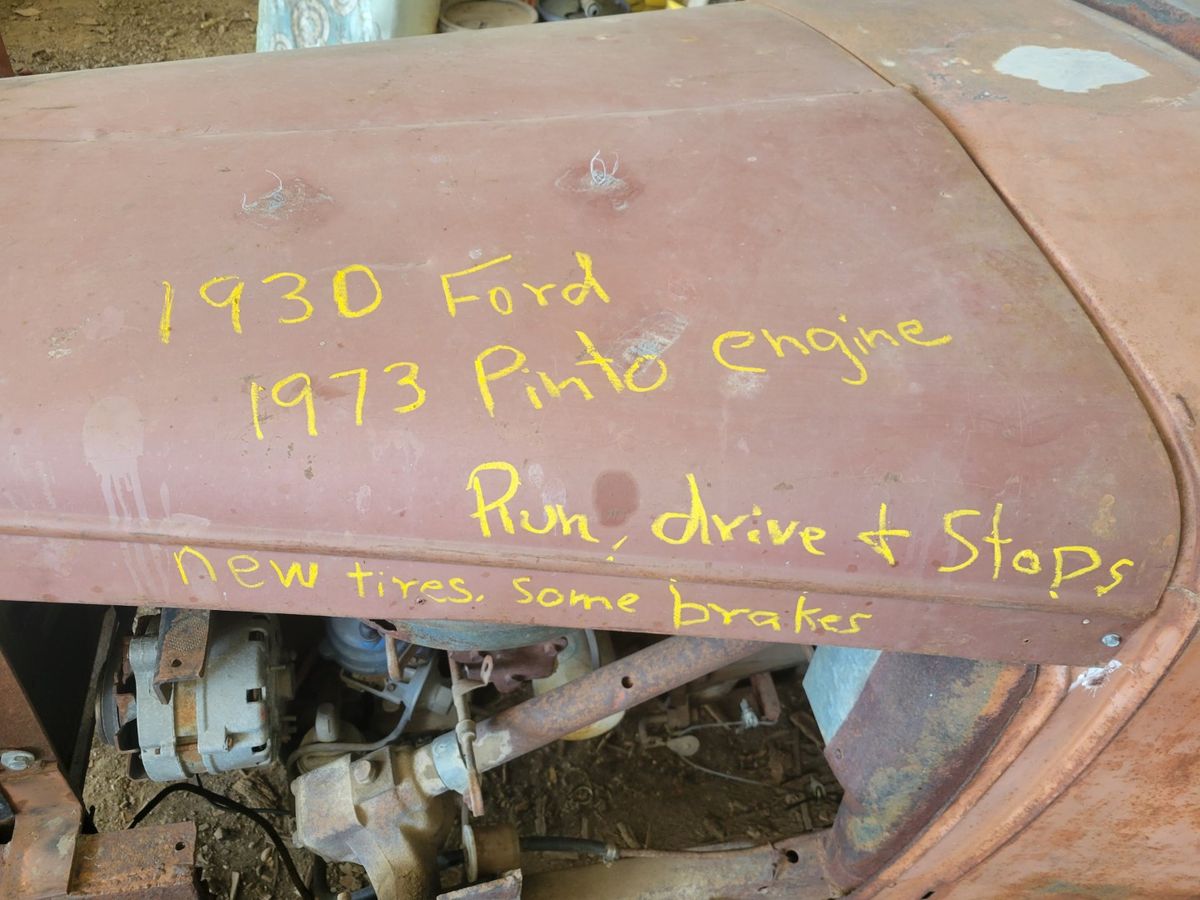 1930 Ford
1973 Pinto engine
Run, drive + Stops
new tires. some brakes